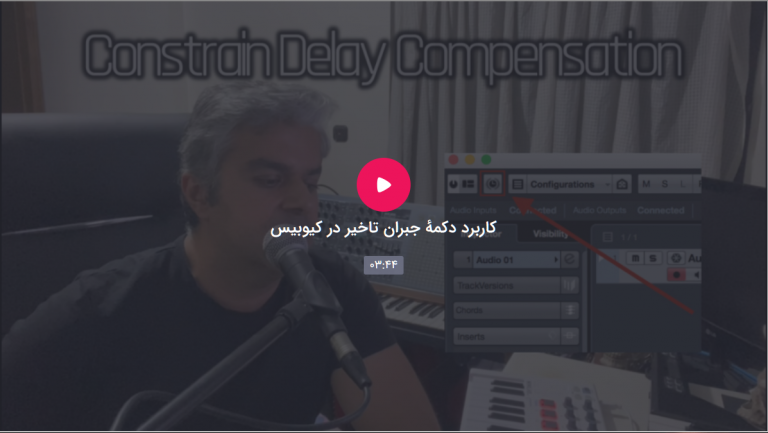 Constrain Delay Compensation
Configurations
M S L
Audio Inputs Connected Audio Outputs Connected
Visibility
1 / 1
1 Audio 01
m s
Au
TrackVersions
Chords
Inserts
کاربرد دکمهٔ جبران تاخیر در کیوبیس
۰۳:۴۴